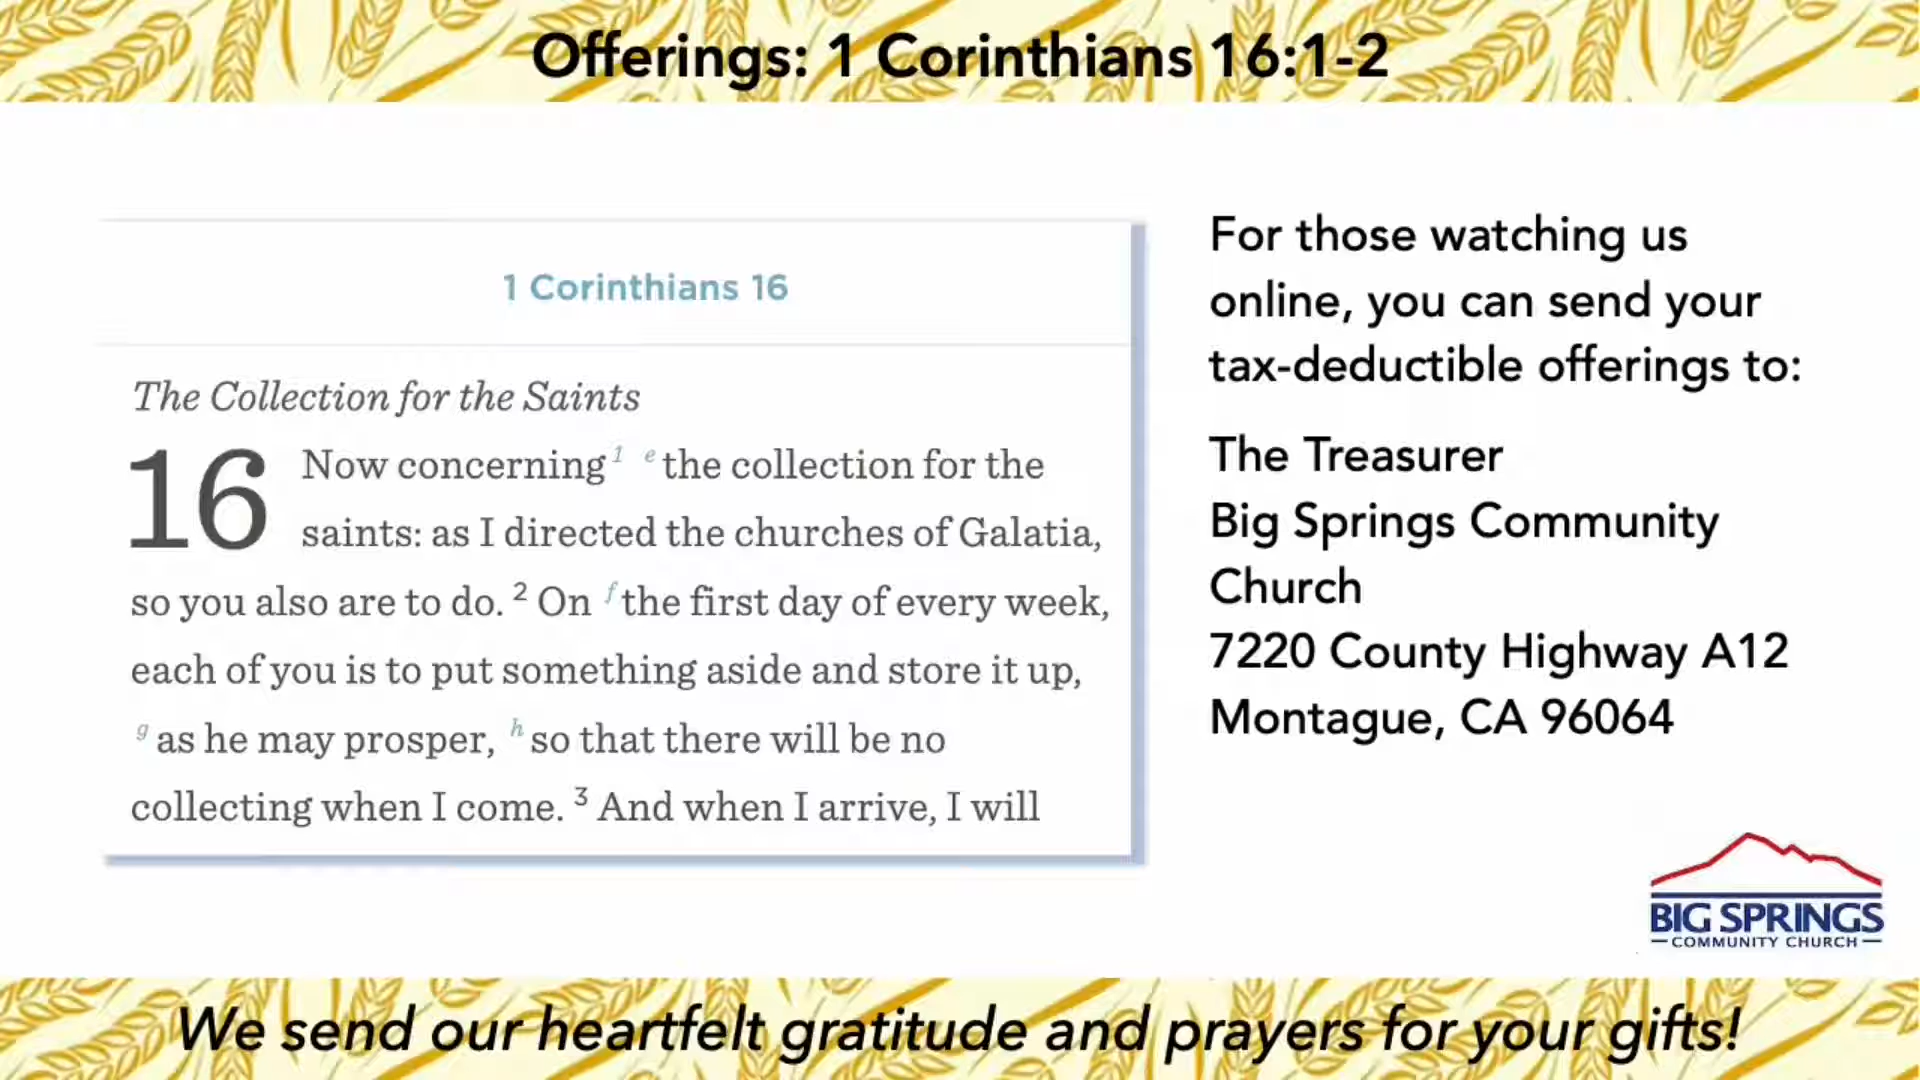 Offerings: 1 Corinthians 16:1-2
1 Corinthians 16
The Collection for the Saints
16 Now concerning 1 e the collection for the
saints: as I directed the churches of Galatia,
so you also are to do. 2 On f the first day of every week,
each of you is to put something aside and store it up,
g as he may prosper, h so that there will be no
collecting when I come. 3 And when I arrive, I will
For those watching us
online, you can send your
tax-deductible offerings to:
The Treasurer
Big Springs Community
Church
7220 County Highway A12
Montague, CA 96064
BIG SPRINGS
COMMUNITY CHURCH
We send our heartfelt gratitude and prayers for your gifts!